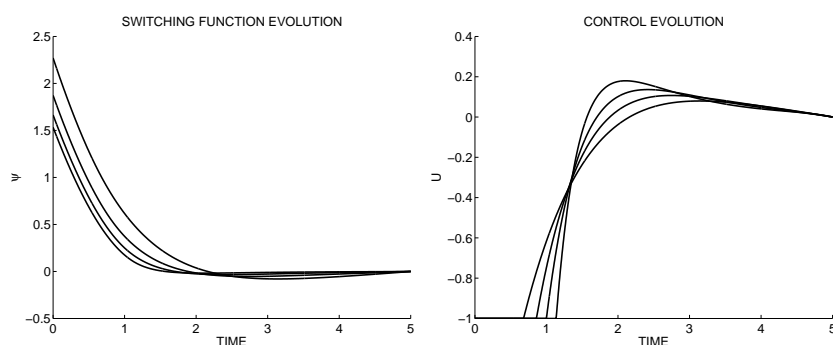 SWITCHING FUNCTION EVOLUTION
2.5
2
1.5
1
0.5
0
−0.5
ψ
0 1 2 3 4 5
TIME
CONTROL EVOLUTION
0.4
0.2
0
−0.2
−0.4
−0.6
−0.8
−1
U
0 1 2 3 4 5
TIME